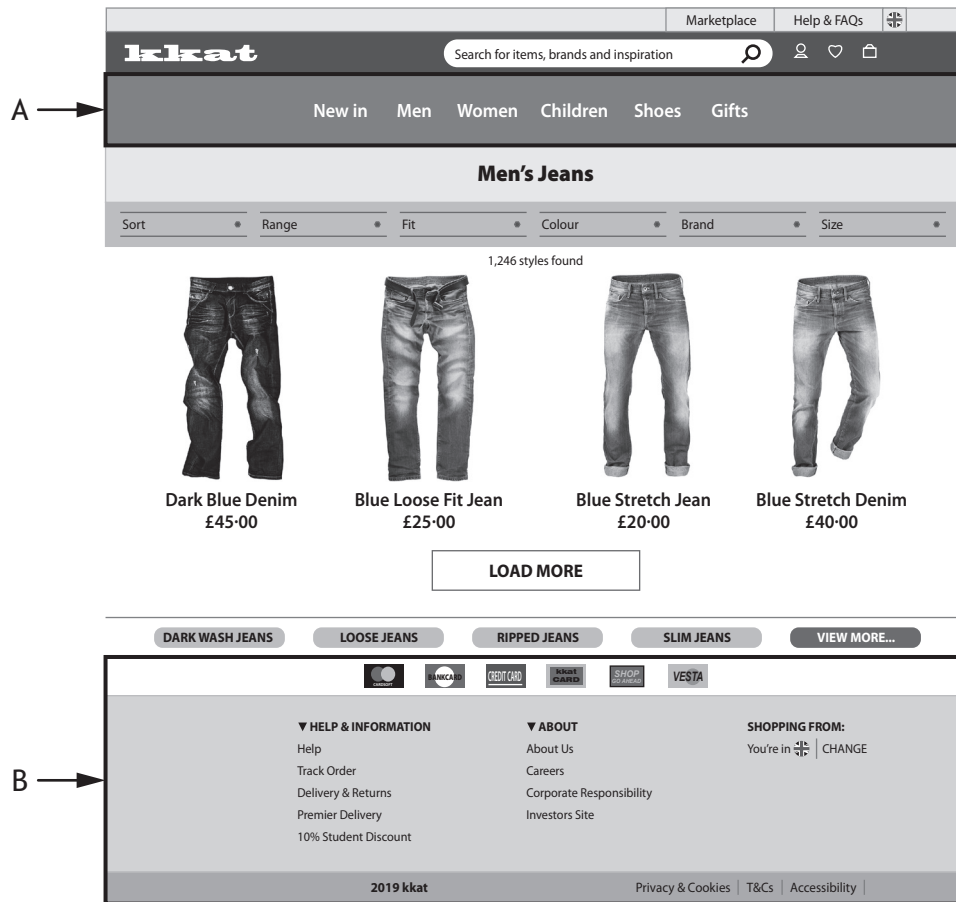 Marketplace Help & FAQs
kkat
Search for items, brands and inspiration
A
New in Men Women Children Shoes Gifts
Men's Jeans
Sort Range Fit Colour Brand Size
1,246 styles found
Dark Blue Denim Blue Loose Fit Jean Blue Stretch Jean Blue Stretch Denim
£45·00 £25·00 £20·00 £40·00
LOAD MORE
DARK WASH JEANS LOOSE JEANS RIPPED JEANS SLIM JEANS VIEW MORE...
BANKCARD CREDIT CARD kkat CARD SHOP GO AHEAD VESTA
▼ HELP & INFORMATION ▼ ABOUT SHOPPING FROM:
Help About Us You're in CHANGE
Track Order Careers
B
Delivery & Returns Corporate Responsibility
Premier Delivery Investors Site
10% Student Discount
2019 kkat Privacy & Cookies T&Cs Accessibility